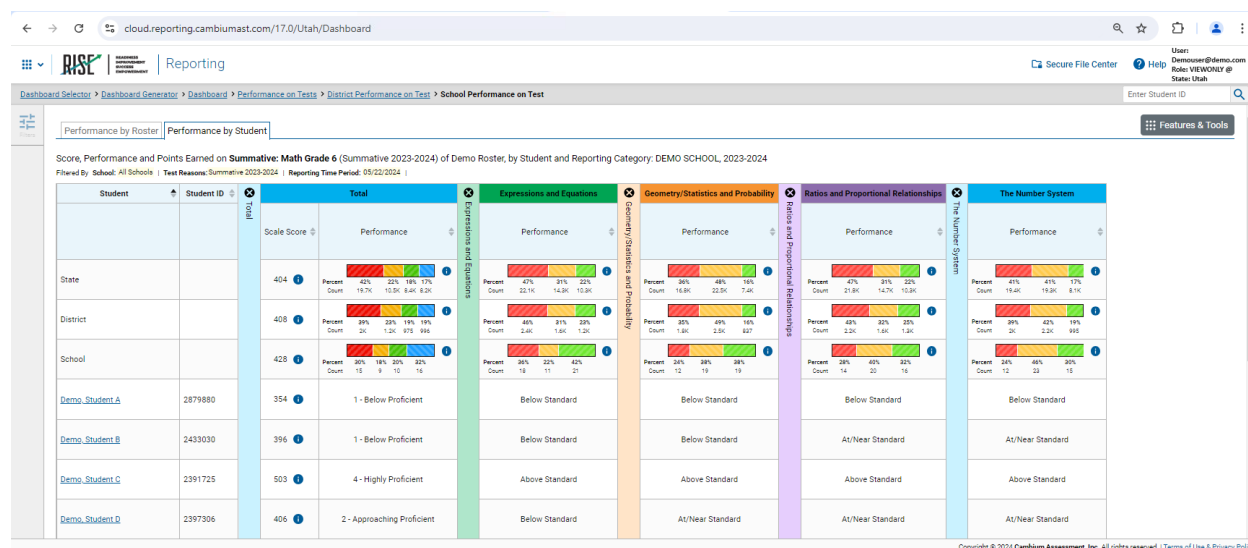 cloud.reporting.cambiumast.com/17.0/Utah/Dashboard
RISE
READINESS
IMPROVEMENT
SUCCESS
EMPOWERMENT
Reporting
Secure File Center
Help
User:
Demouser@demo.com
Role: VIEWONLY @
State: Utah
Dashboard Selector > Dashboard Generator > Dashboard > Performance on Tests > District Performance on Test > School Performance on Test
Enter Student ID
Filters
Performance by Roster Performance by Student
Features & Tools
Score, Performance and Points Earned on Summative: Math Grade 6 (Summative 2023-2024) of Demo Roster, by Student and Reporting Category: DEMO SCHOOL, 2023-2024
Filtered By School: All Schools | Test Reasons: Summative 2023-2024 | Reporting Time Period: 05/22/2024 |
Student Student ID Total Expressions and Equations Geometry/Statistics and Probability Ratios and Proportional Relationships The Number System
Total
Expressions and Equations
Geometry/Statistics and Probability
Ratios and Proportional Relationships
The Number System
Scale Score Performance Performance Performance Performance Performance
State 404
Percent 42% 22% 18% 17% Percent 47% 31% 22% Percent 36% 48% 16% Percent 47% 31% 22% Percent 41% 41% 17%
Count 19.7K 10.5K 8.4K 8.2K Count 22.1K 14.3K 10.3K Count 16.8K 22.5K 7.4K Count 21.9K 14.7K 10.3K Count 19.4K 19.3K 8.1K
District 408
Percent 39% 23% 19% 19% Percent 46% 31% 23% Percent 35% 49% 16% Percent 43% 32% 25% Percent 39% 42% 19%
Count 2K 1.2K 975 996 Count 2.4K 1.6K 1.2K Count 1.8K 2.5K 837 Count 2.2K 1.6K 1.3K Count 2K 2.2K 995
School 428
Percent 30% 18% 20% 32% Percent 36% 22% 42% Percent 24% 38% 38% Percent 28% 40% 32% Percent 24% 46% 30%
Count 15 9 10 16 Count 18 11 21 Count 12 19 19 Count 14 20 16 Count 12 23 15
Demo, Student A 2879880 354 1 - Below Proficient Below Standard Below Standard Below Standard Below Standard
Demo, Student B 2433030 396 1 - Below Proficient Below Standard Below Standard At/Near Standard At/Near Standard
Demo, Student C 2391725 503 4 - Highly Proficient Above Standard Above Standard Above Standard Above Standard
Demo, Student D 2397306 406 2 - Approaching Proficient Below Standard At/Near Standard At/Near Standard At/Near Standard
Copyright © 2024 Cambium Assessment, Inc. All rights reserved. | Terms of Use & Privacy Poli